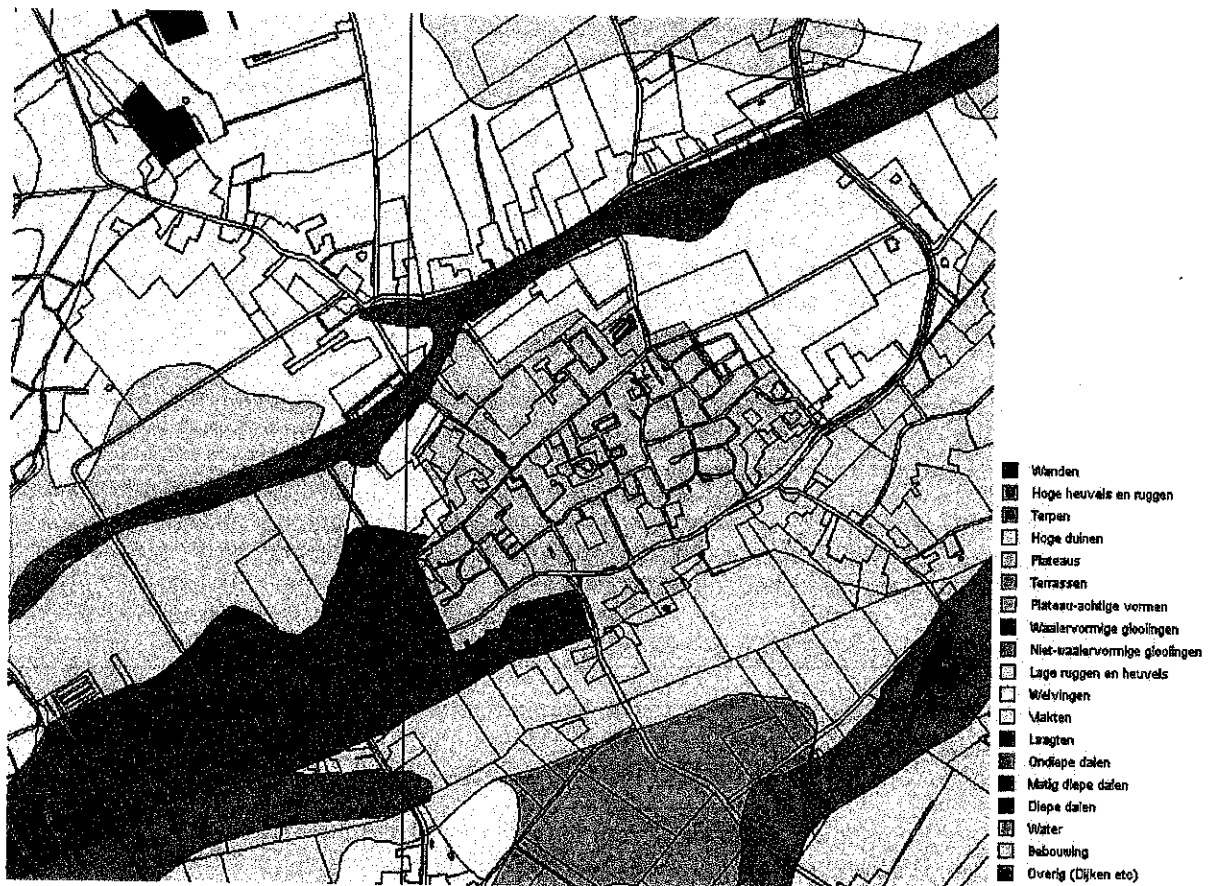 Wanden
Hoge heuvels en ruggen
Terpen
Hoge duinen
Plateaus
Terrassen
Plateau-achtige vormen
Waaiervormige glooiingen
Niet-waaiervormige glooiingen
Lage ruggen en heuvels
Welvingen
Vlakten
Laagten
Ondiepe dalen
Matig diepe dalen
Diepe dalen
Water
Bebouwing
Overig (Dijken etc)